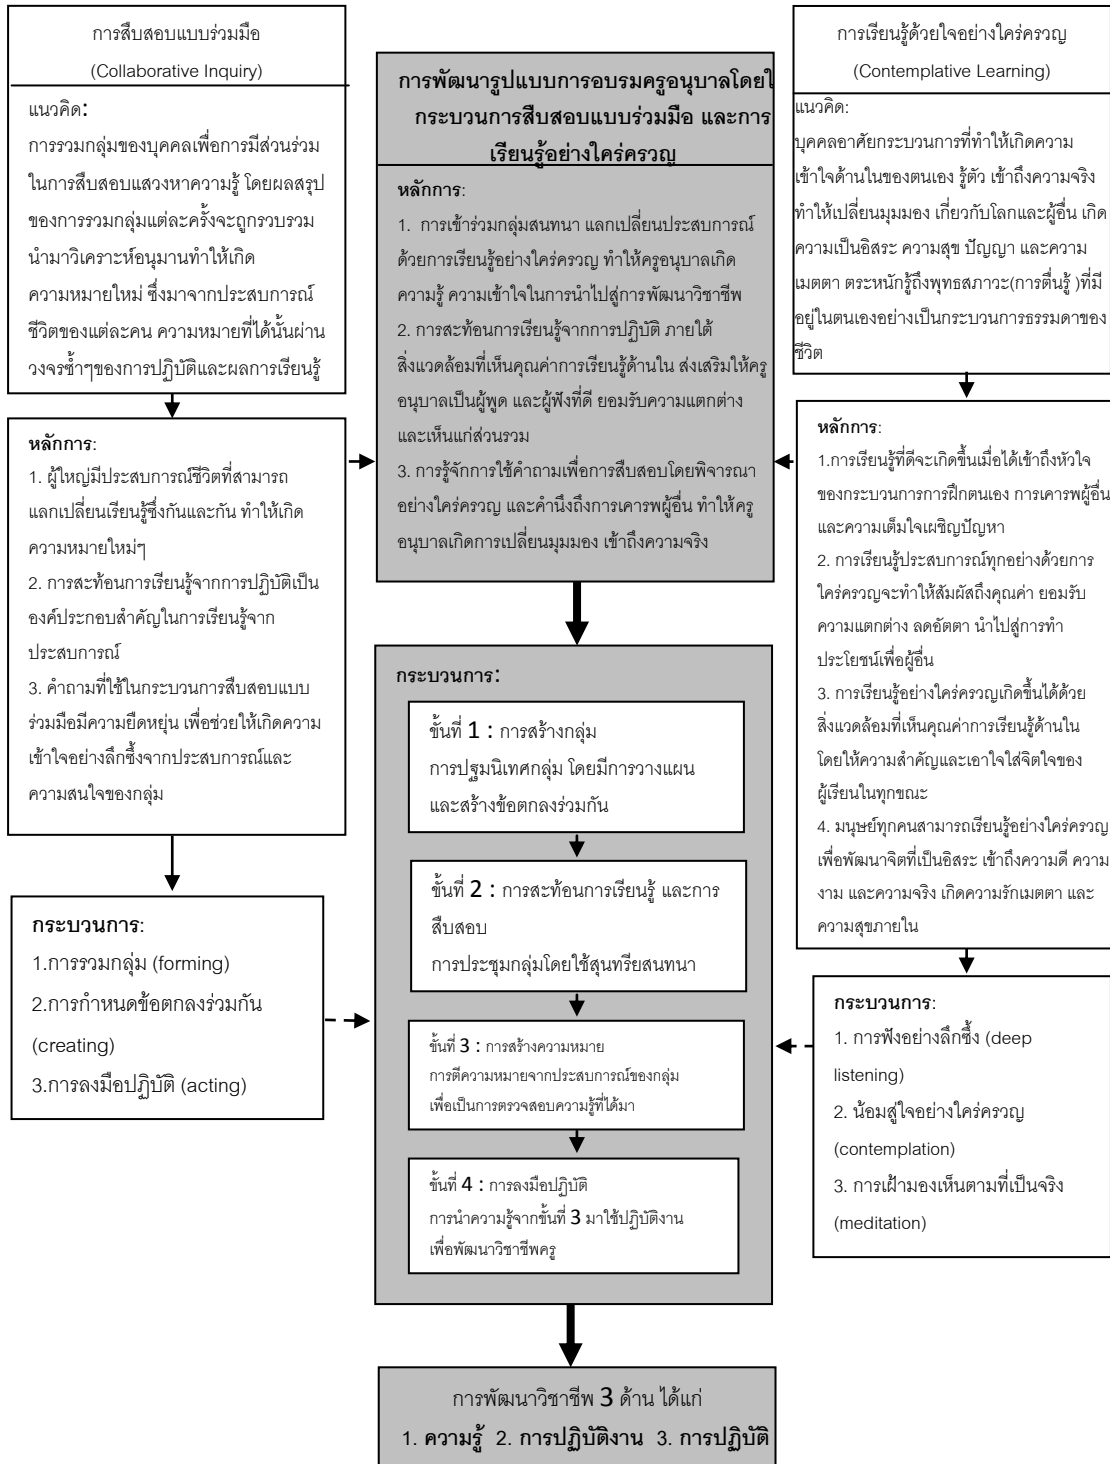 การสืบสอบแบบร่วมมือ
(Collaborative Inquiry)
แนวคิด:
การรวมกลุ่มของบุคคลเพื่อการมีส่วนร่วม
ในการสืบสอบแสวงหาความรู้ โดยผลสรุป
ของการรวมกลุ่มแต่ละครั้งจะถูกรวบรวม
นำมาวิเคราะห์อนุมานทำให้เกิด
ความหมายใหม่ ซึ่งมาจากประสบการณ์
ชีวิตของแต่ละคน ความหมายที่ได้นั้นผ่าน
วงจรซ้ำๆของการปฏิบัติและผลการเรียนรู้
หลักการ:
1. ผู้ใหญ่มีประสบการณ์ชีวิตที่สามารถ
แลกเปลี่ยนเรียนรู้ซึ่งกันและกัน ทำให้เกิด
ความหมายใหม่ๆ
2. การสะท้อนการเรียนรู้จากการปฏิบัติเป็น
องค์ประกอบสำคัญในการเรียนรู้จาก
ประสบการณ์
3. คำถามที่ใช้ในกระบวนการสืบสอบแบบ
ร่วมมือมีความยืดหยุ่น เพื่อช่วยให้เกิดความ
เข้าใจอย่างลึกซึ้งจากประสบการณ์และ
ความสนใจของกลุ่ม
กระบวนการ:
1.การรวมกลุ่ม (forming)
2.การกำหนดข้อตกลงร่วมกัน
(creating)
3.การลงมือปฏิบัติ (acting)
การพัฒนารูปแบบการอบรมครูอนุบาลโดยใ
กระบวนการสืบสอบแบบร่วมมือ และการ
เรียนรู้อย่างใคร่ครวญ
หลักการ:
1. การเข้าร่วมกลุ่มสนทนา แลกเปลี่ยนประสบการณ์
ด้วยการเรียนรู้อย่างใคร่ครวญ ทำให้ครูอนุบาลเกิด
ความรู้ ความเข้าใจในการนำไปสู่การพัฒนาวิชาชีพ
2. การสะท้อนการเรียนรู้จากการปฏิบัติ ภายใต้
สิ่งแวดล้อมที่เห็นคุณค่าการเรียนรู้ด้านใน ส่งเสริมให้ครู
อนุบาลเป็นผู้พูด และผู้ฟังที่ดี ยอมรับความแตกต่าง
และเห็นแก่ส่วนรวม
3. การรู้จักการใช้คำถามเพื่อการสืบสอบโดยพิจารณา
อย่างใคร่ครวญ และคำนึงถึงการเคารพผู้อื่น ทำให้ครู
อนุบาลเกิดการเปลี่ยนมุมมอง เข้าถึงความจริง
กระบวนการ:
ขั้นที่ 1 : การสร้างกลุ่ม
การปฐมนิเทศกลุ่ม โดยมีการวางแผน
และสร้างข้อตกลงร่วมกัน
ขั้นที่ 2 : การสะท้อนการเรียนรู้ และการ
สืบสอบ
การประชุมกลุ่มโดยใช้สุนทรียสนทนา
ขั้นที่ 3 : การสร้างความหมาย
การตีความหมายจากประสบการณ์ของกลุ่ม
เพื่อเป็นการตรวจสอบความรู้ที่ได้มา
ขั้นที่ 4 : การลงมือปฏิบัติ
การนำความรู้จากขั้นที่ 3 มาใช้ปฏิบัติงาน
เพื่อพัฒนาวิชาชีพครู
การพัฒนาวิชาชีพ 3 ด้าน ได้แก่
1. ความรู้ 2. การปฏิบัติงาน 3. การปฏิบัติ
การเรียนรู้ด้วยใจอย่างใคร่ครวญ
(Contemplative Learning)
แนวคิด:
บุคคลอาศัยกระบวนการที่ทำให้เกิดความ
เข้าใจด้านในของตนเอง รู้ตัว เข้าถึงความจริง
ทำให้เปลี่ยนมุมมอง เกี่ยวกับโลกและผู้อื่น เกิด
ความเป็นอิสระ ความสุข ปัญญา และความ
เมตตา ตระหนักรู้ถึงพุทธสภาวะ(การตื่นรู้ )ที่มี
อยู่ในตนเองอย่างเป็นกระบวนการธรรมดาของ
ชีวิต
หลักการ:
1.การเรียนรู้ที่ดีจะเกิดขึ้นเมื่อได้เข้าถึงหัวใจ
ของกระบวนการการฝึกตนเอง การเคารพผู้อื่น
และความเต็มใจเผชิญปัญหา
2. การเรียนรู้ประสบการณ์ทุกอย่างด้วยการ
ใคร่ครวญจะทำให้สัมผัสถึงคุณค่า ยอมรับ
ความแตกต่าง ลดอัตตา นำไปสู่การทำ
ประโยชน์เพื่อผู้อื่น
3. การเรียนรู้อย่างใคร่ครวญเกิดขึ้นได้ด้วย
สิ่งแวดล้อมที่เห็นคุณค่าการเรียนรู้ด้านใน
โดยให้ความสำคัญและเอาใจใส่จิตใจของ
ผู้เรียนในทุกขณะ
4. มนุษย์ทุกคนสามารถเรียนรู้อย่างใคร่ครวญ
เพื่อพัฒนาจิตที่เป็นอิสระ เข้าถึงความดี ความ
งาม และความจริง เกิดความรักเมตตา และ
ความสุขภายใน
กระบวนการ:
1. การฟังอย่างลึกซึ้ง (deep
listening)
2. น้อมสู่ใจอย่างใคร่ครวญ
(contemplation)
3. การเฝ้ามองเห็นตามที่เป็นจริง
(meditation)